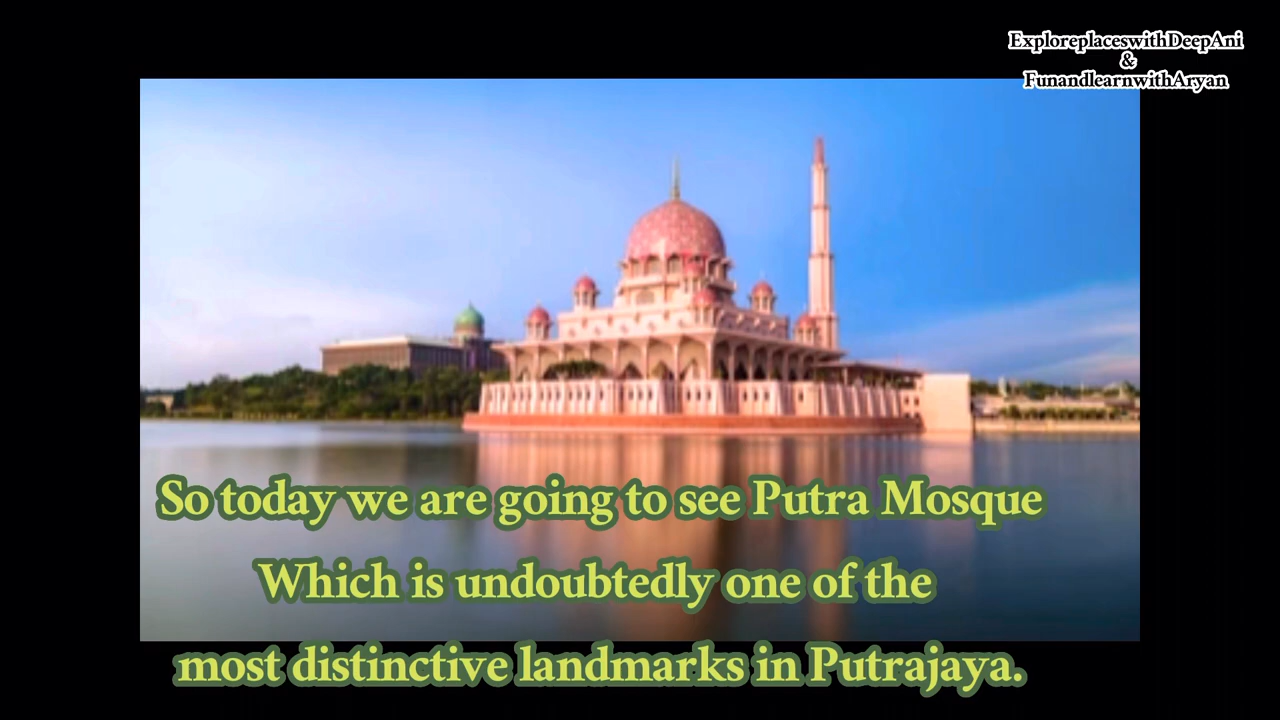 ExploreplaceswithDeepAni
&
FunandlearnwithAryan
So today we are going to see Putra Mosque
Which is undoubtedly one of the
most distinctive landmarks in Putrajaya.